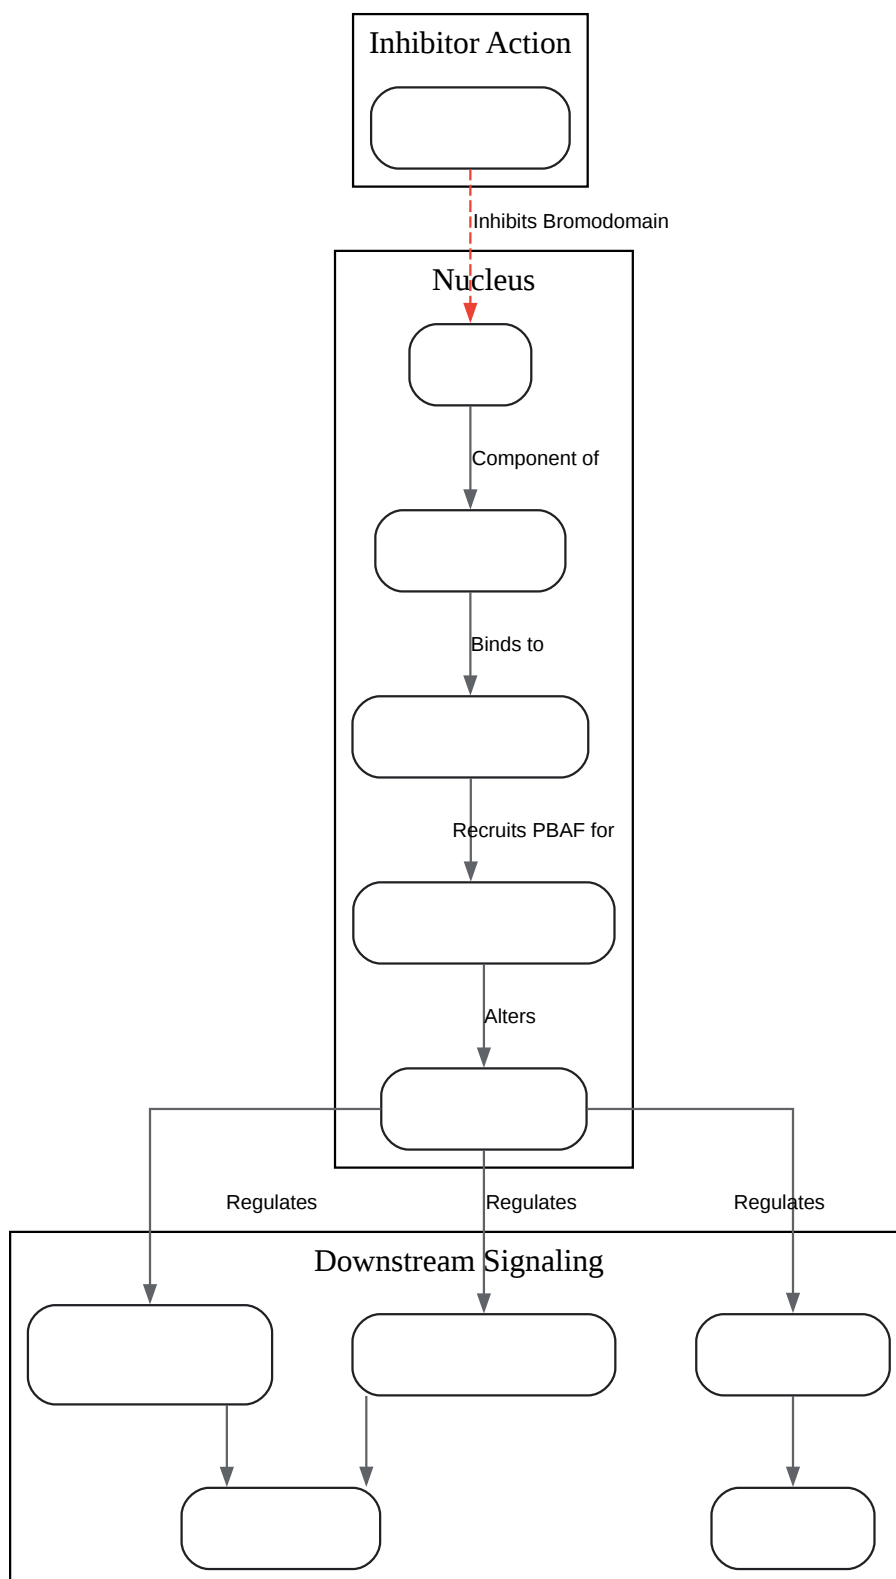 Inhibitor Action
Inhibits Bromodomain
Nucleus
Component of
Binds to
Recruits PBAF for
Alters
Regulates
Regulates
Regulates
Downstream Signaling